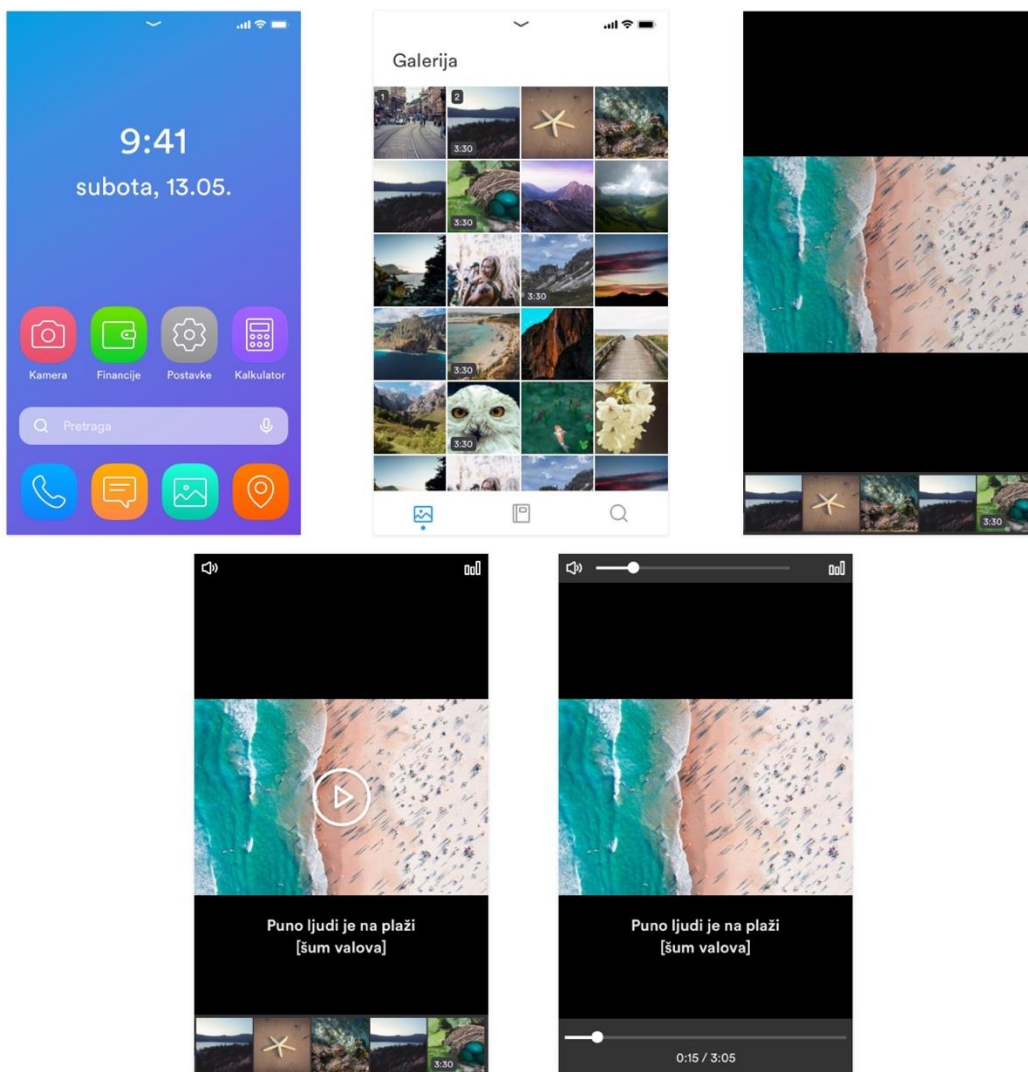 9:41
subota, 13.05.
Kamera Financije Postavke Kalkulator
Pretraga
Galerija
1 2
3:30
3:30
3:30
3:30
3:30
3:30
Puno ljudi je na plaži
[šum valova]
3:30
Puno ljudi je na plaži
[šum valova]
0:15 / 3:05